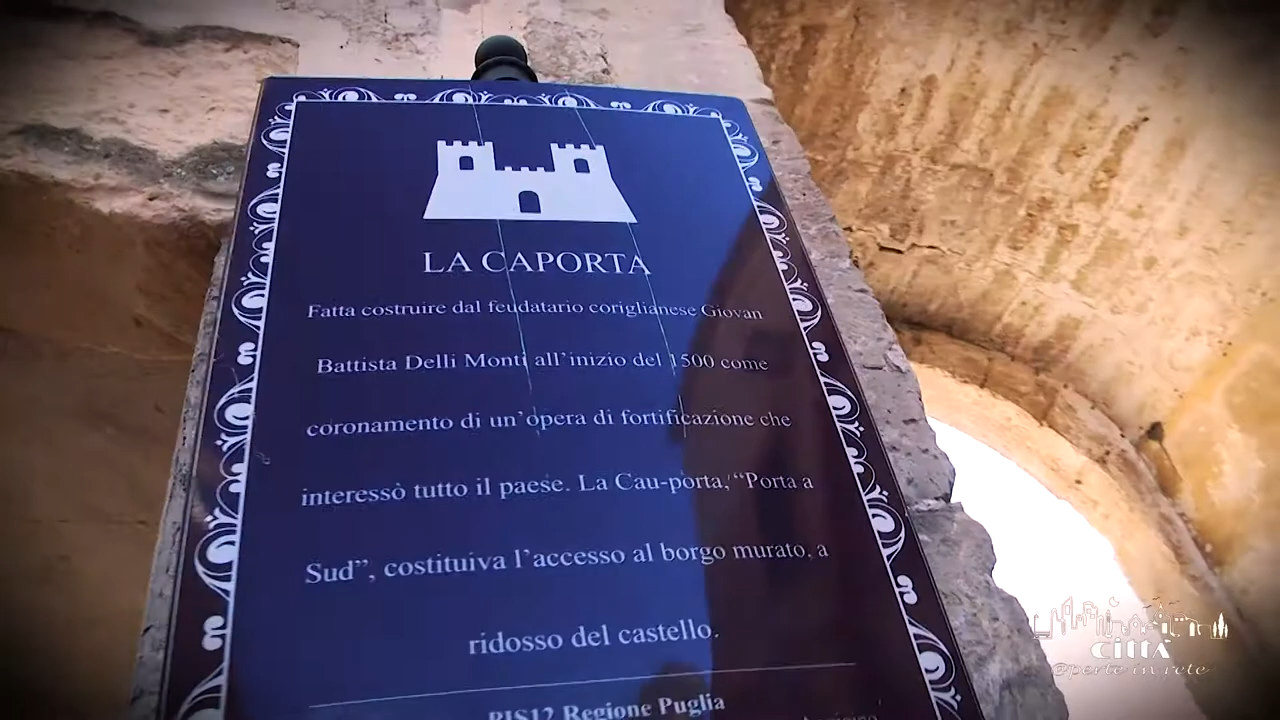 LA CAPORTA
Fatta costruire dal feudatario coriglianese Giovan
Battista Delli Monti all'inizio del 1500 come
coronamento di un'opera di fortificazione che
interessò tutto il paese. La Cau-porta, "Porta a
Sud", costituiva l'accesso al borgo murato, a
ridosso del castello.
PIS12 Regione Puglia
CITTÀ
@perte in rete